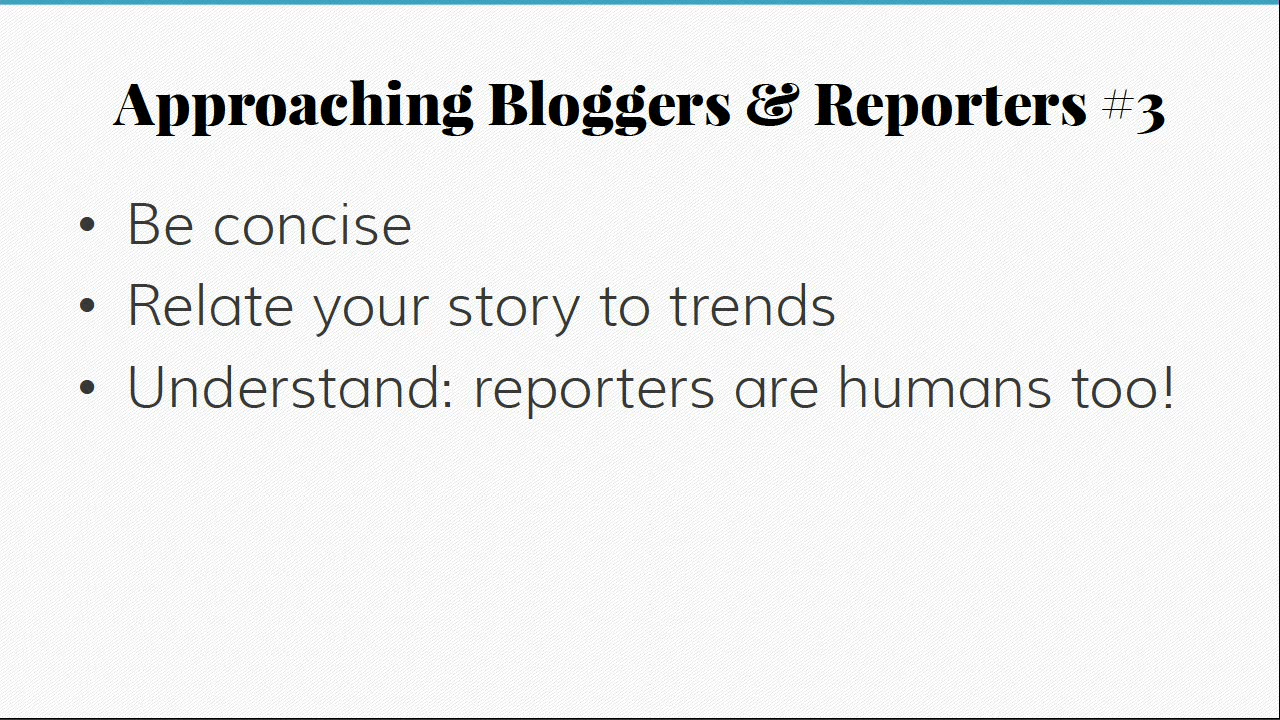 Approaching Bloggers & Reporters #3
• Be concise
• Relate your story to trends
• Understand: reporters are humans too!